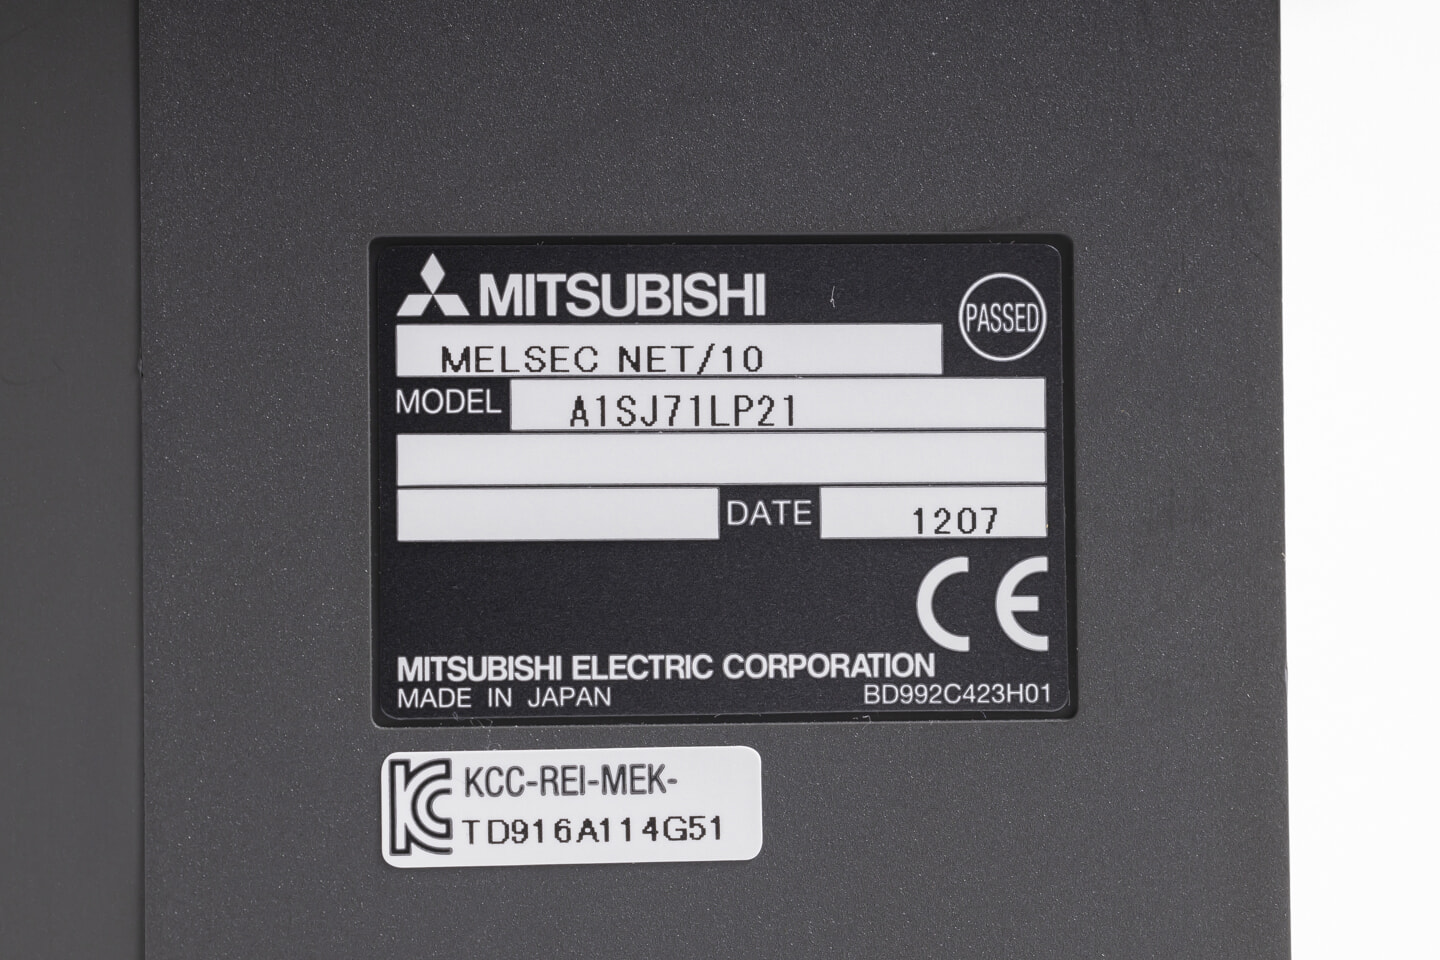 MITSUBISHI
PASSED
MELSEC NET/10
MODEL A1SJ71LP21
DATE 1207
CE
MITSUBISHI ELECTRIC CORPORATION
MADE IN JAPAN BD992C423H01
KCC-REI-MEK-
TD916A114G51